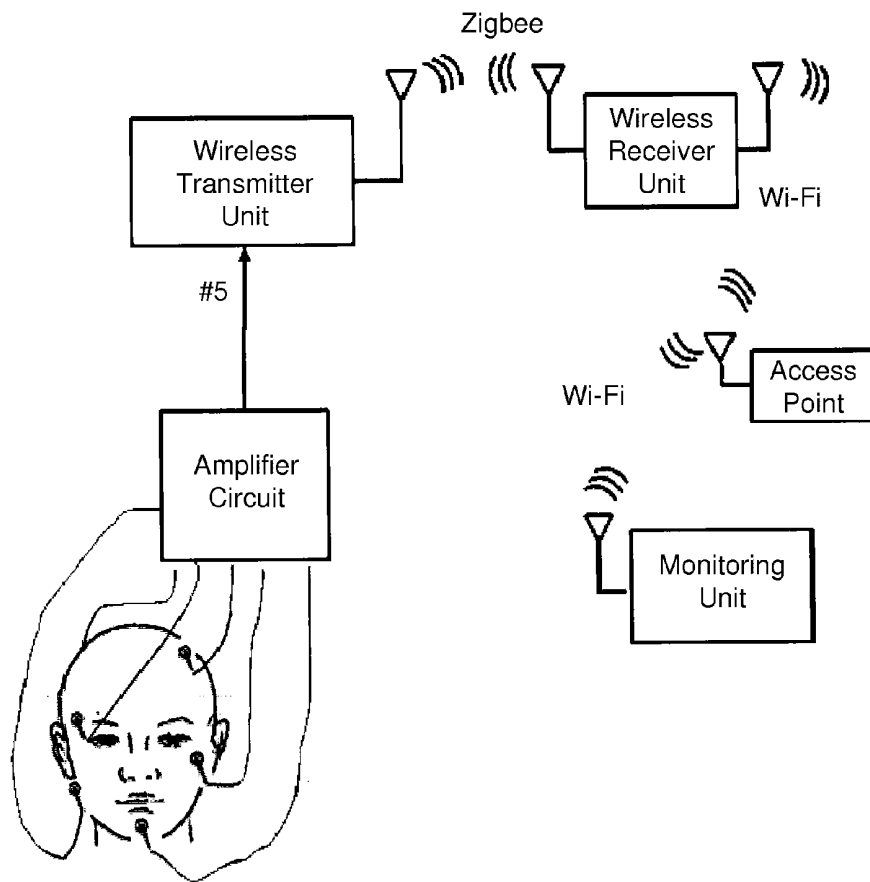 Zigbee
Wireless
Transmitter
Unit
Wireless
Receiver
Unit
Wi-Fi
#5
Wi-Fi
Access
Point
Amplifier
Circuit
Monitoring
Unit